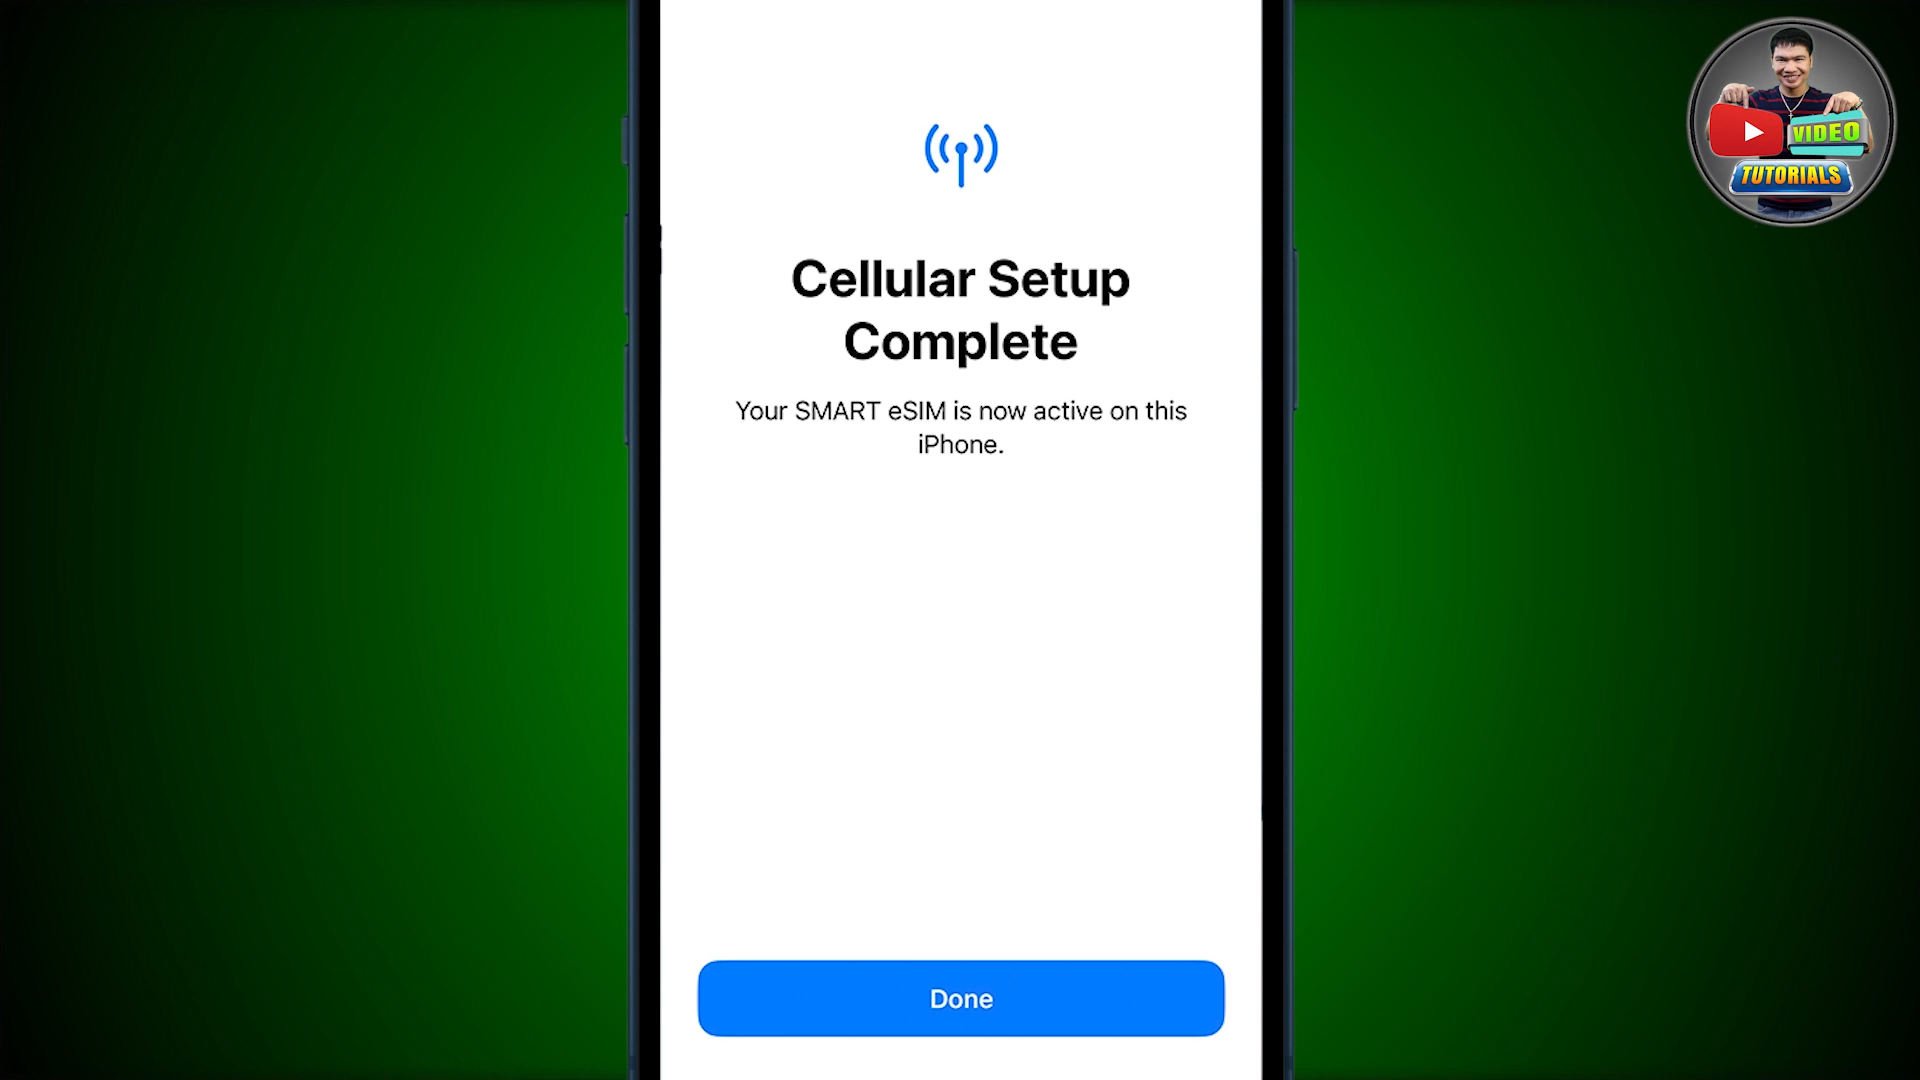 VIDEO
TUTORIALS
Cellular Setup
Complete
Your SMART eSIM is now active on this
iPhone.
Done